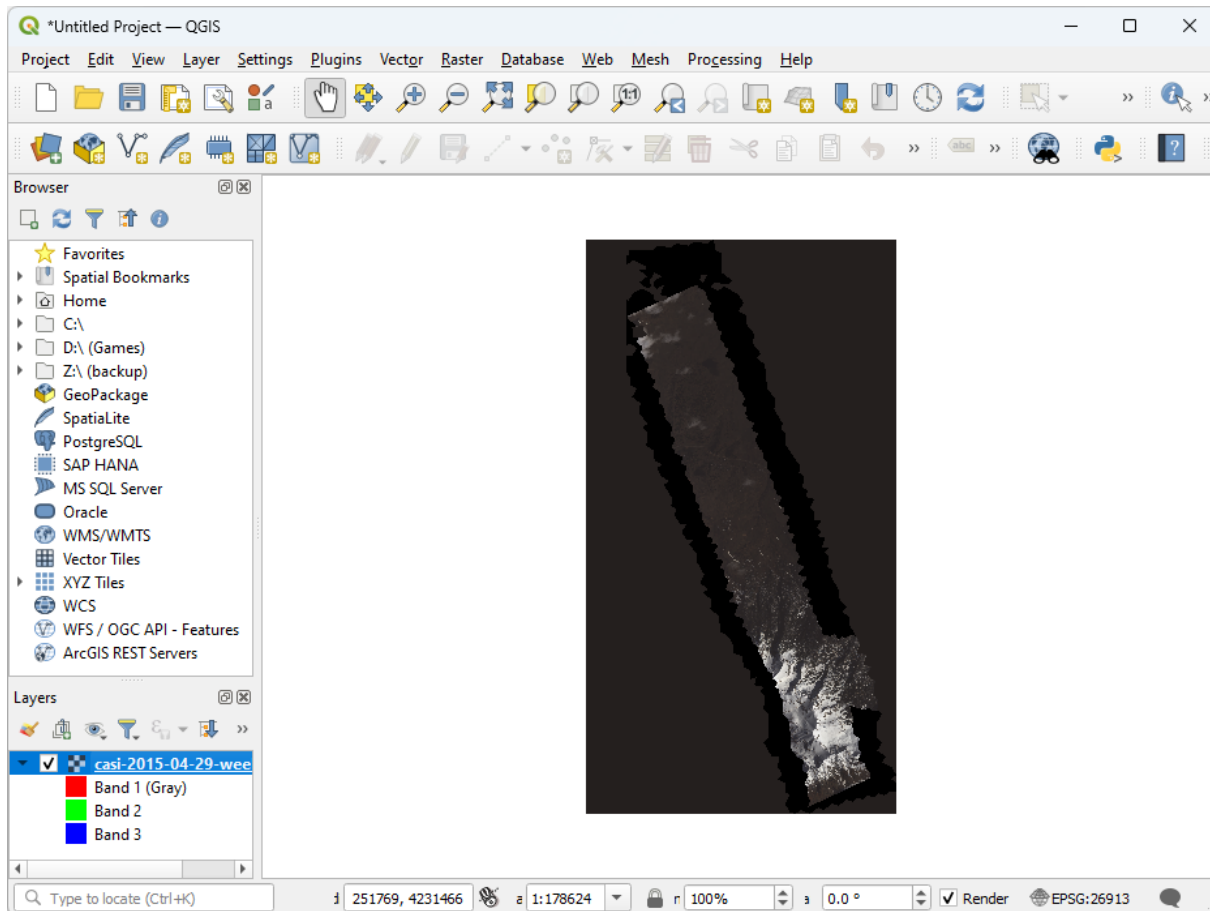 *Untitled Project — QGIS
Project Edit View Layer Settings Plugins Vector Raster Database Web Mesh Processing Help
a
1:1
»
»
abc
»
?
Browser
Favorites
Spatial Bookmarks
Home
C:\
D:\ (Games)
Z:\ (backup)
GeoPackage
SpatiaLite
PostgreSQL
SAP HANA
MS SQL Server
Oracle
WMS/WMTS
Vector Tiles
XYZ Tiles
WCS
WFS / OGC API - Features
ArcGIS REST Servers
Layers
»
casi-2015-04-29-wee
Band 1 (Gray)
Band 2
Band 3
Type to locate (Ctrl+K) 251769, 4231466 a 1:178624 r 100% a 0.0 ° Render EPSG:26913